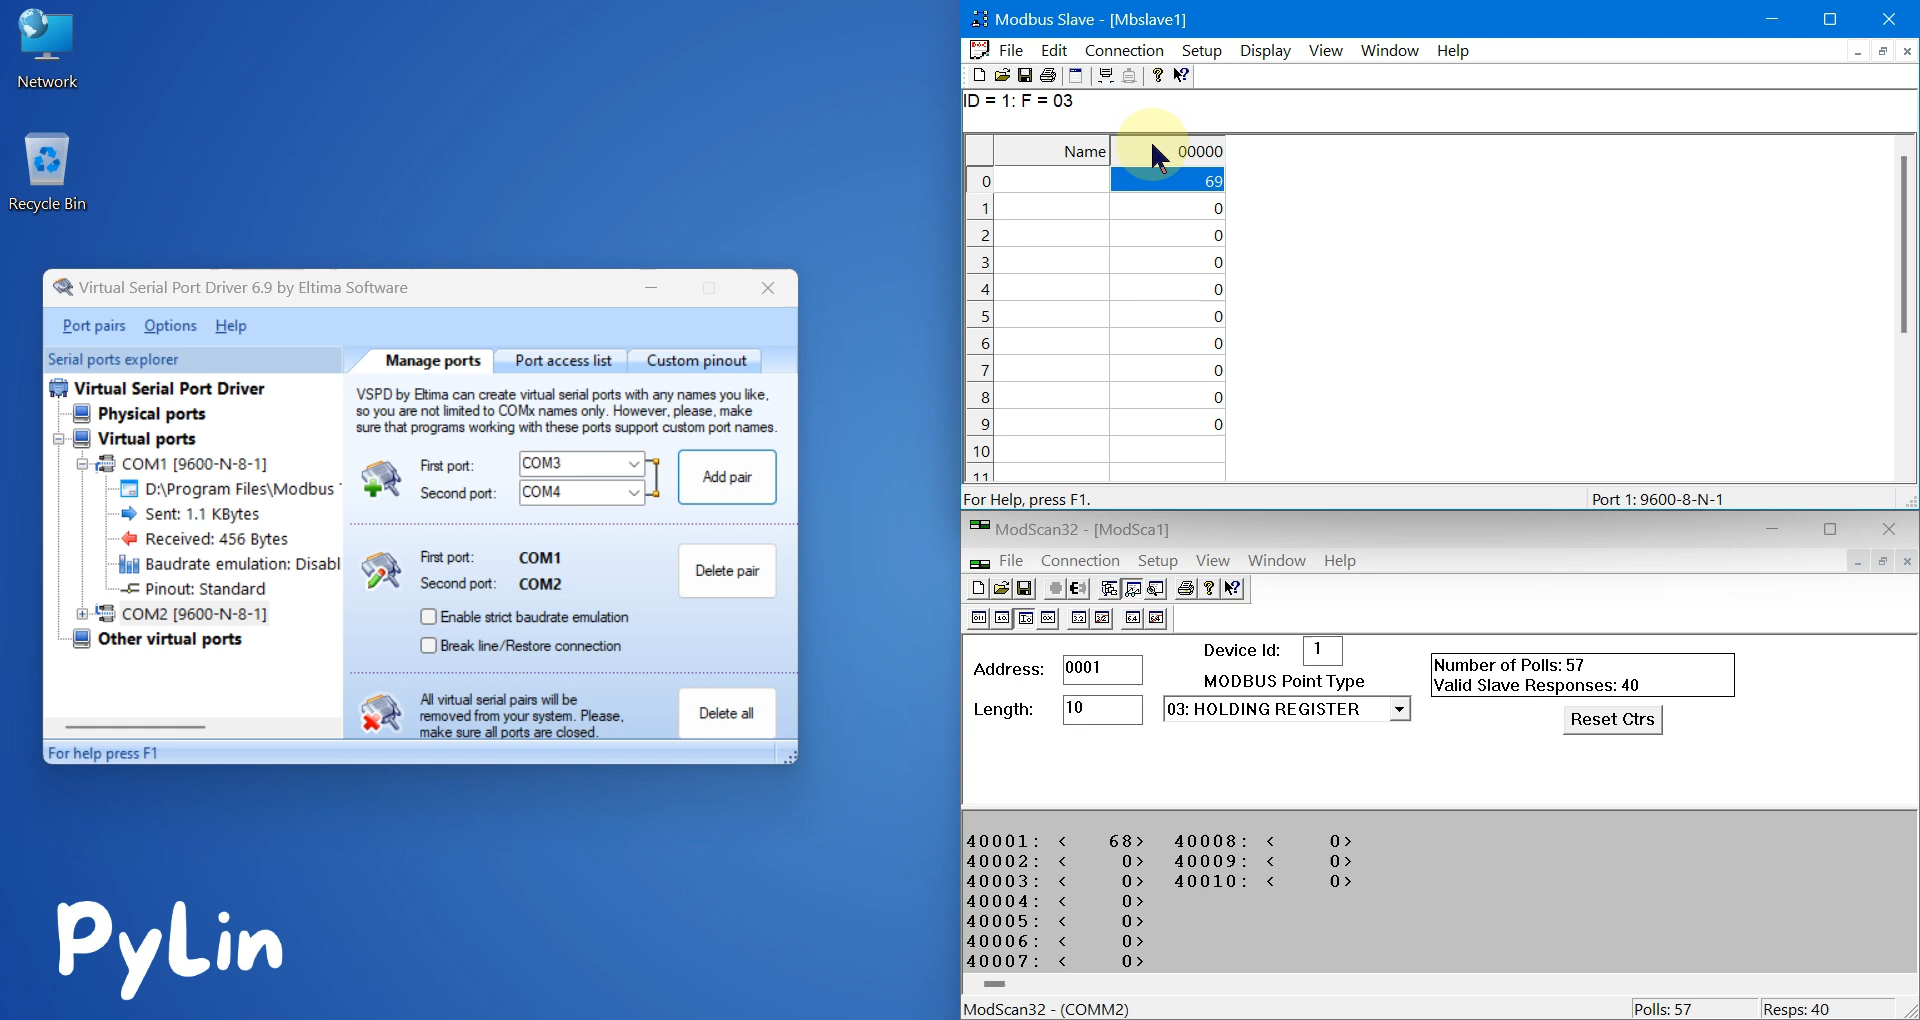 Network
Recycle Bin
Virtual Serial Port Driver 6.9 by Eltima Software
Port pairs Options Help
Serial ports explorer
Virtual Serial Port Driver
Physical ports
Virtual ports
COM1 [9600-N-8-1]
D:\Program Files\Modbus
Sent: 1.1 KBytes
Received: 456 Bytes
Baudrate emulation: Disabl
Pinout: Standard
COM2 [9600-N-8-1]
Other virtual ports
Manage ports Port access list Custom pinout
VSPD by Eltima can create virtual serial ports with any names you like,
so you are not limited to COMx names only. However, please, make
sure that programs working with these ports support custom port names.
First port: COM3
Second port: COM4
Add pair
First port: COM1
Second port: COM2
Delete pair
Enable strict baudrate emulation
Break line/Restore connection
All virtual serial pairs will be
removed from your system. Please,
make sure all ports are closed.
Delete all
For help press F1
PyLin
Modbus Slave - [Mbslave1]
File Edit Connection Setup Display View Window Help
ID = 1: F = 03
Name 00000
0 69
1 0
2 0
3 0
4 0
5 0
6 0
7 0
8 0
9 0
10
11
For Help, press F1.
Port 1: 9600-8-N-1
ModScan32 - [ModSca1]
File Connection Setup View Window Help
Address: 0001
Length: 10
Device Id: 1
MODBUS Point Type
03: HOLDING REGISTER
Number of Polls: 57
Valid Slave Responses: 40
Reset Ctrs
40001: < 68> 40008: < 0>
40002: < 0> 40009: < 0>
40003: < 0> 40010: < 0>
40004: < 0>
40005: < 0>
40006: < 0>
40007: < 0>
ModScan32 - (COMM2)
Polls: 57
Resps: 40